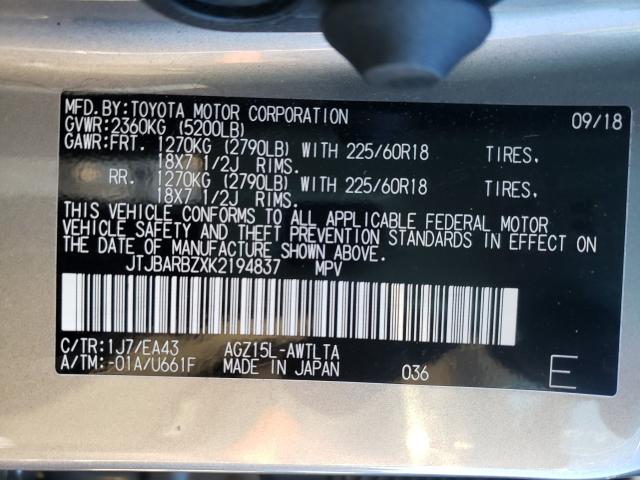 MFD.BY:TOYOTA MOTOR CORPORATION 09/18
GVWR:2360KG (5200LB)
GAWR:FRT. 1270KG (2790LB) WITH 225/60R18 TIRES,
18X7 1/2J RIMS.
RR. 1270KG (2790LB) WITH 225/60R18 TIRES,
18X7 1/2J RIMS.
THIS VEHICLE CONFORMS TO ALL APPLICABLE FEDERAL MOTOR
VEHICLE SAFETY AND THEFT PREVENTION STANDARDS IN EFFECT ON
THE DATE OF MANUFACTURE SHOWN ABOVE.
JTJBARBZXK2194837 MPV
C/TR:1J7/EA43 AGZ15L-AWTLTA
A/TM:-01A/U661F MADE IN JAPAN 036 E